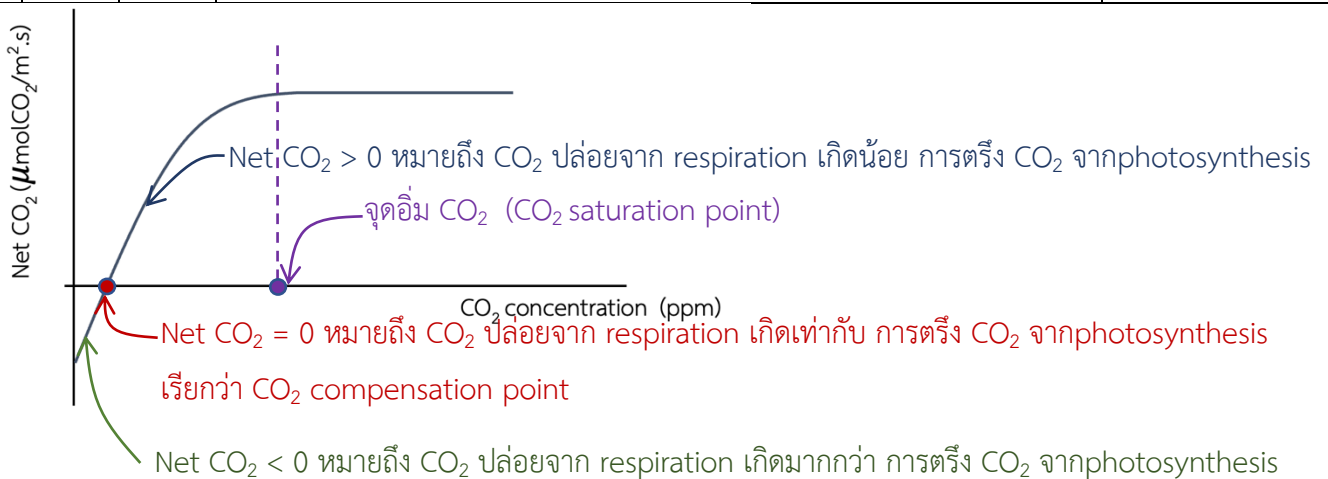 Net CO₂ (μmolCO₂/m².s)
Net CO₂ > 0 หมายถึง CO₂ ปล่อยจาก respiration เกิดน้อย การตรึง CO₂ จากphotosynthesis
จุดอิ่ม CO₂ (CO₂ saturation point)
CO₂ concentration (ppm)
Net CO₂ = 0 หมายถึง CO₂ ปล่อยจาก respiration เกิดเท่ากับ การตรึง CO₂ จากphotosynthesis
เรียกว่า CO₂ compensation point
Net CO₂ < 0 หมายถึง CO₂ ปล่อยจาก respiration เกิดมากกว่า การตรึง CO₂ จากphotosynthesis